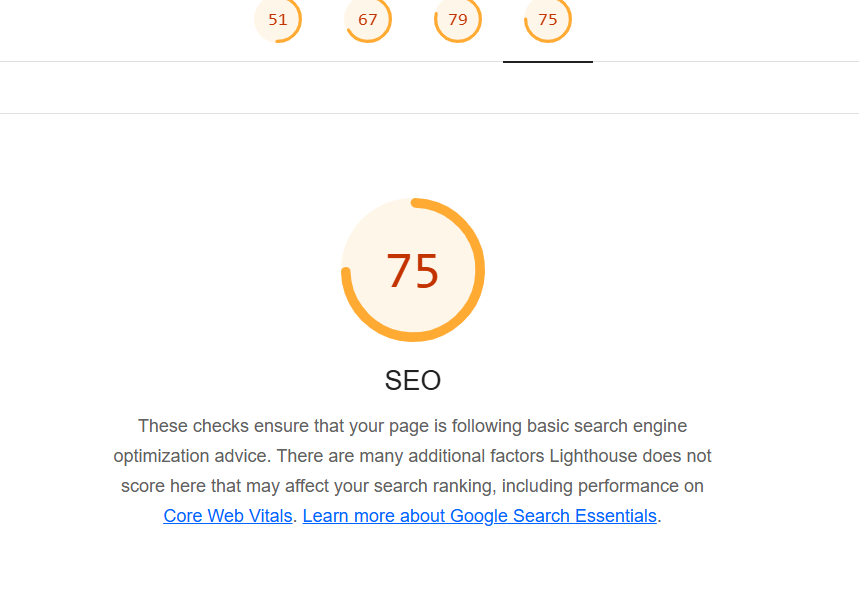 51 67 79 75
75
SEO
These checks ensure that your page is following basic search engine
optimization advice. There are many additional factors Lighthouse does not
score here that may affect your search ranking, including performance on
Core Web Vitals. Learn more about Google Search Essentials.